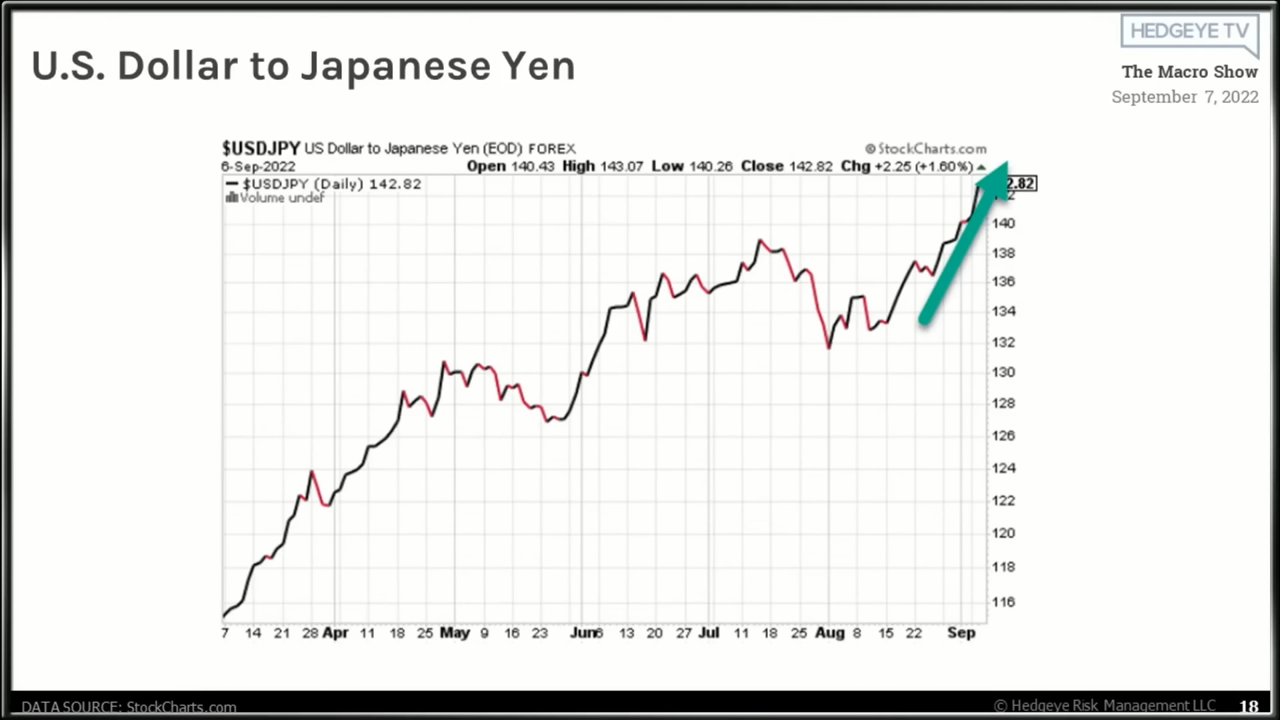 U.S. Dollar to Japanese Yen
HEDGEYE TV
The Macro Show
September 7, 2022
$USDJPY US Dollar to Japanese Yen (EOD) FOREX
© StockCharts.com
6-Sep-2022
Open 140.43 High 143.07 Low 140.26 Close 142.82 Chg +2.25 (+1.60%)
$USDJPY (Daily) 142.82
Volume undef
2.82
140
138
136
134
132
130
128
126
124
122
120
118
116
7 14 21 28 Apr 11 18 25 May 9 16 23 Jun6 13 20 27 Jul 11 18 25 Aug 8 15 22 Sep
DATA SOURCE: StockCharts.com
© Hedgeye Risk Management LLC 18